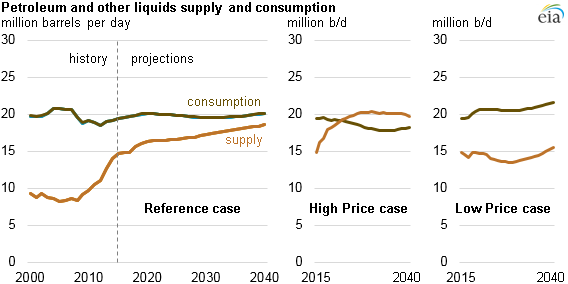 Petroleum and other liquids supply and consumption
eia
million barrels per day
million b/d
million b/d
30
25
20
15
10
5
0
history
projections
consumption
supply
Reference case
2000
2010
2020
2030
2040
30
25
20
15
10
5
0
High Price case
2015
2040
30
25
20
15
10
5
0
Low Price case
2015
2040